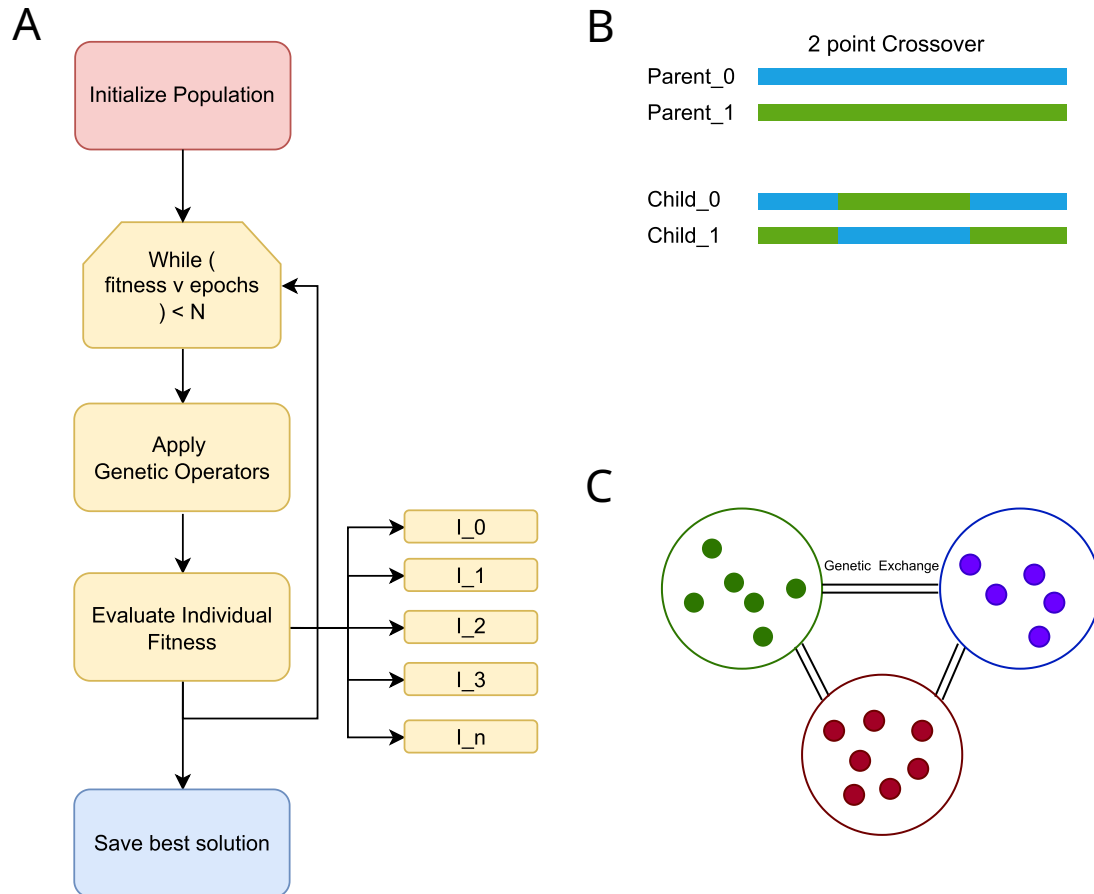 A
Initialize Population
While (
fitness v epochs
) < N
Apply
Genetic Operators
Evaluate Individual
Fitness
I_0
I_1
I_2
I_3
I_n
Save best solution
B
2 point Crossover
Parent_0
Parent_1
Child_0
Child_1
C
Genetic Exchange